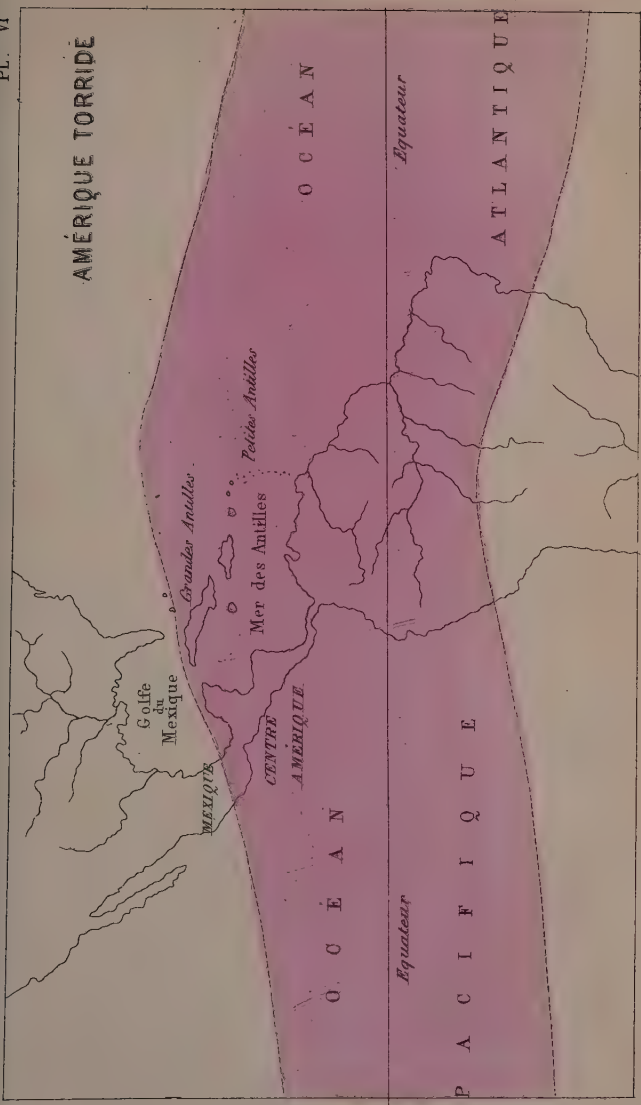 PL. VI
AMÉRIQUE TORRIDE
Golfe
du
Mexique
Grandes Antilles
Petites Antilles
Mer des Antilles
MEXIQUE
CENTRE
AMÉRIQUE
OCÉAN
ATLANTIQUE
Equateur
OCÉAN
PACIFIQUE
Equateur